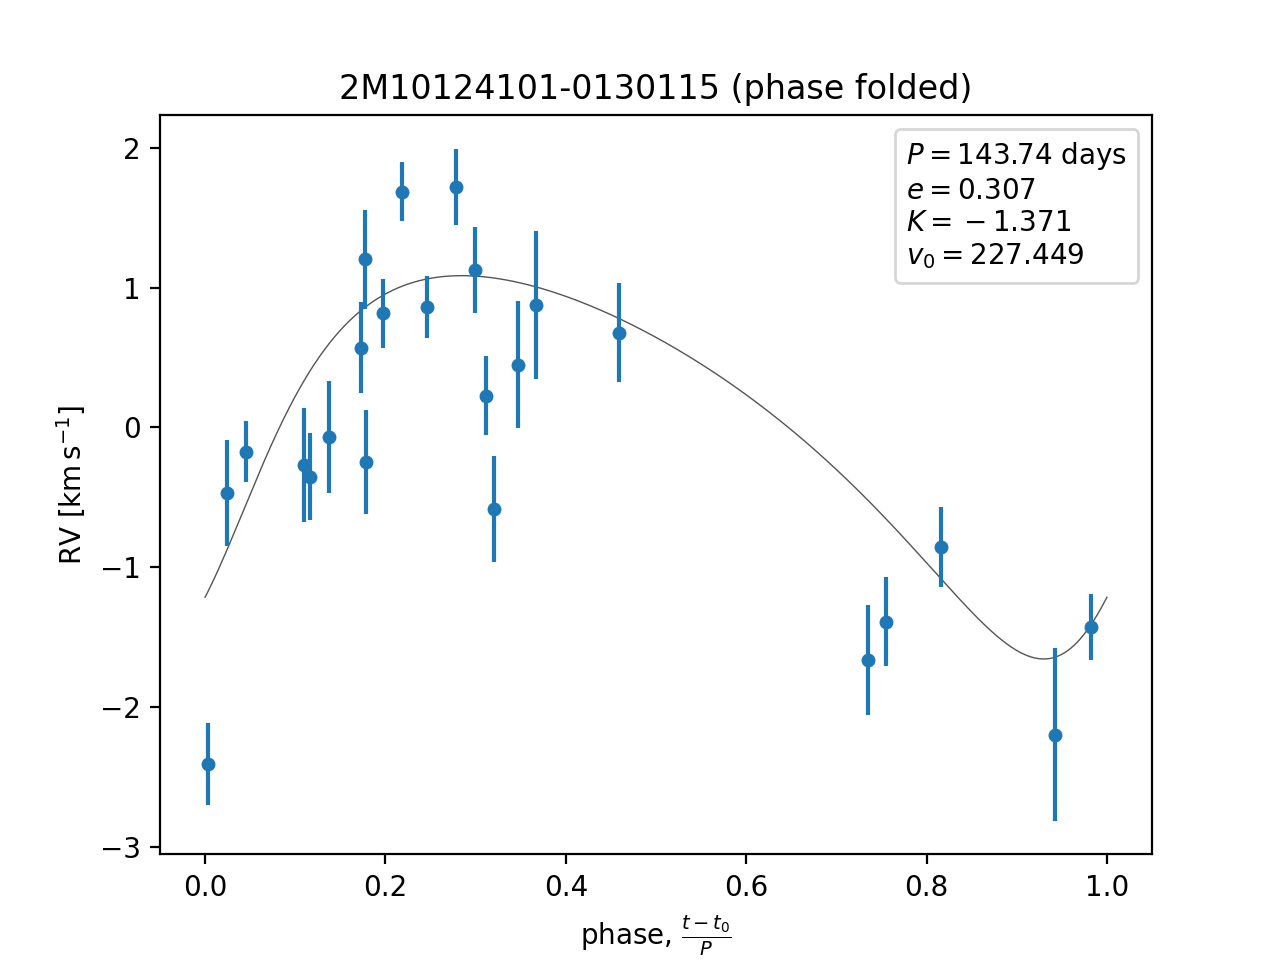 2M10124101-0130115 (phase folded)
P = 143.74 days
e = 0.307
K = −1.371
v₀ = 227.449
RV [km s⁻¹]
2
1
0
−1
−2
−3
0.0 0.2 0.4 0.6 0.8 1.0
phase, (t − t₀)/P